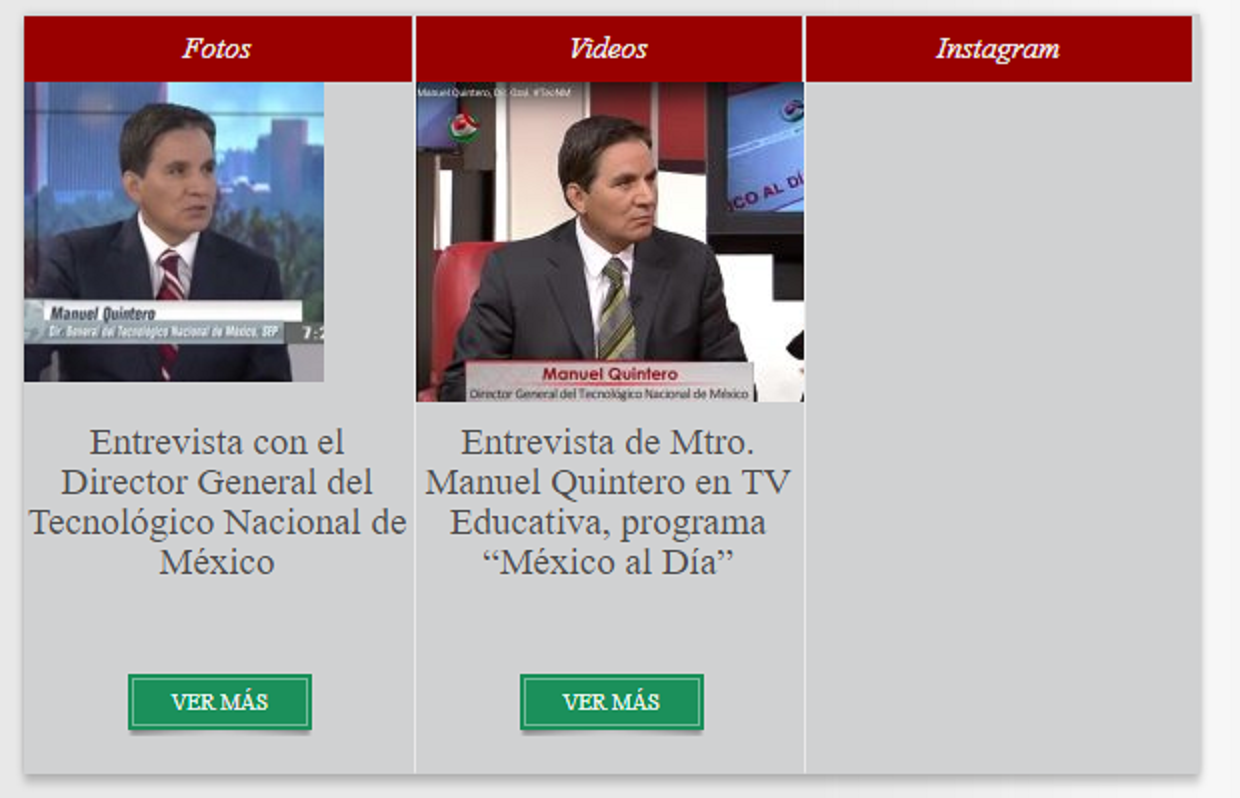 Fotos
Videos
Instagram
Manuel Quintero
Dir. General del Tecnológico Nacional de México, SEP
Manuel Quintero, Dir. Gral. #TecNM
ICO AL DÍ
Manuel Quintero
Director General del Tecnológico Nacional de México
Entrevista con el
Director General del
Tecnológico Nacional de
México
Entrevista de Mtro.
Manuel Quintero en TV
Educativa, programa
“México al Día”
VER MÁS
VER MÁS